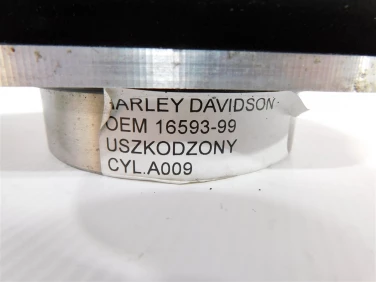 HARLEY DAVIDSON
OEM 16593-99
USZKODZONY
CYL.A009